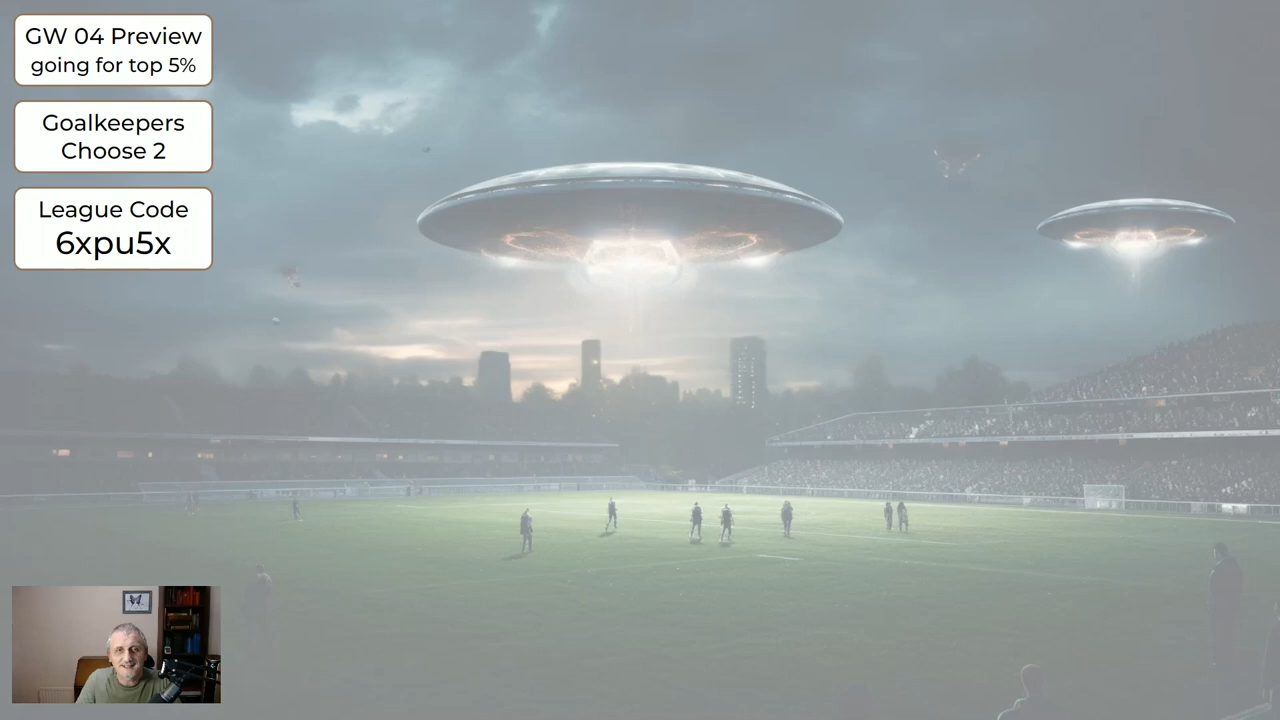 GW 04 Preview
going for top 5%
Goalkeepers
Choose 2
League Code
6xpu5x